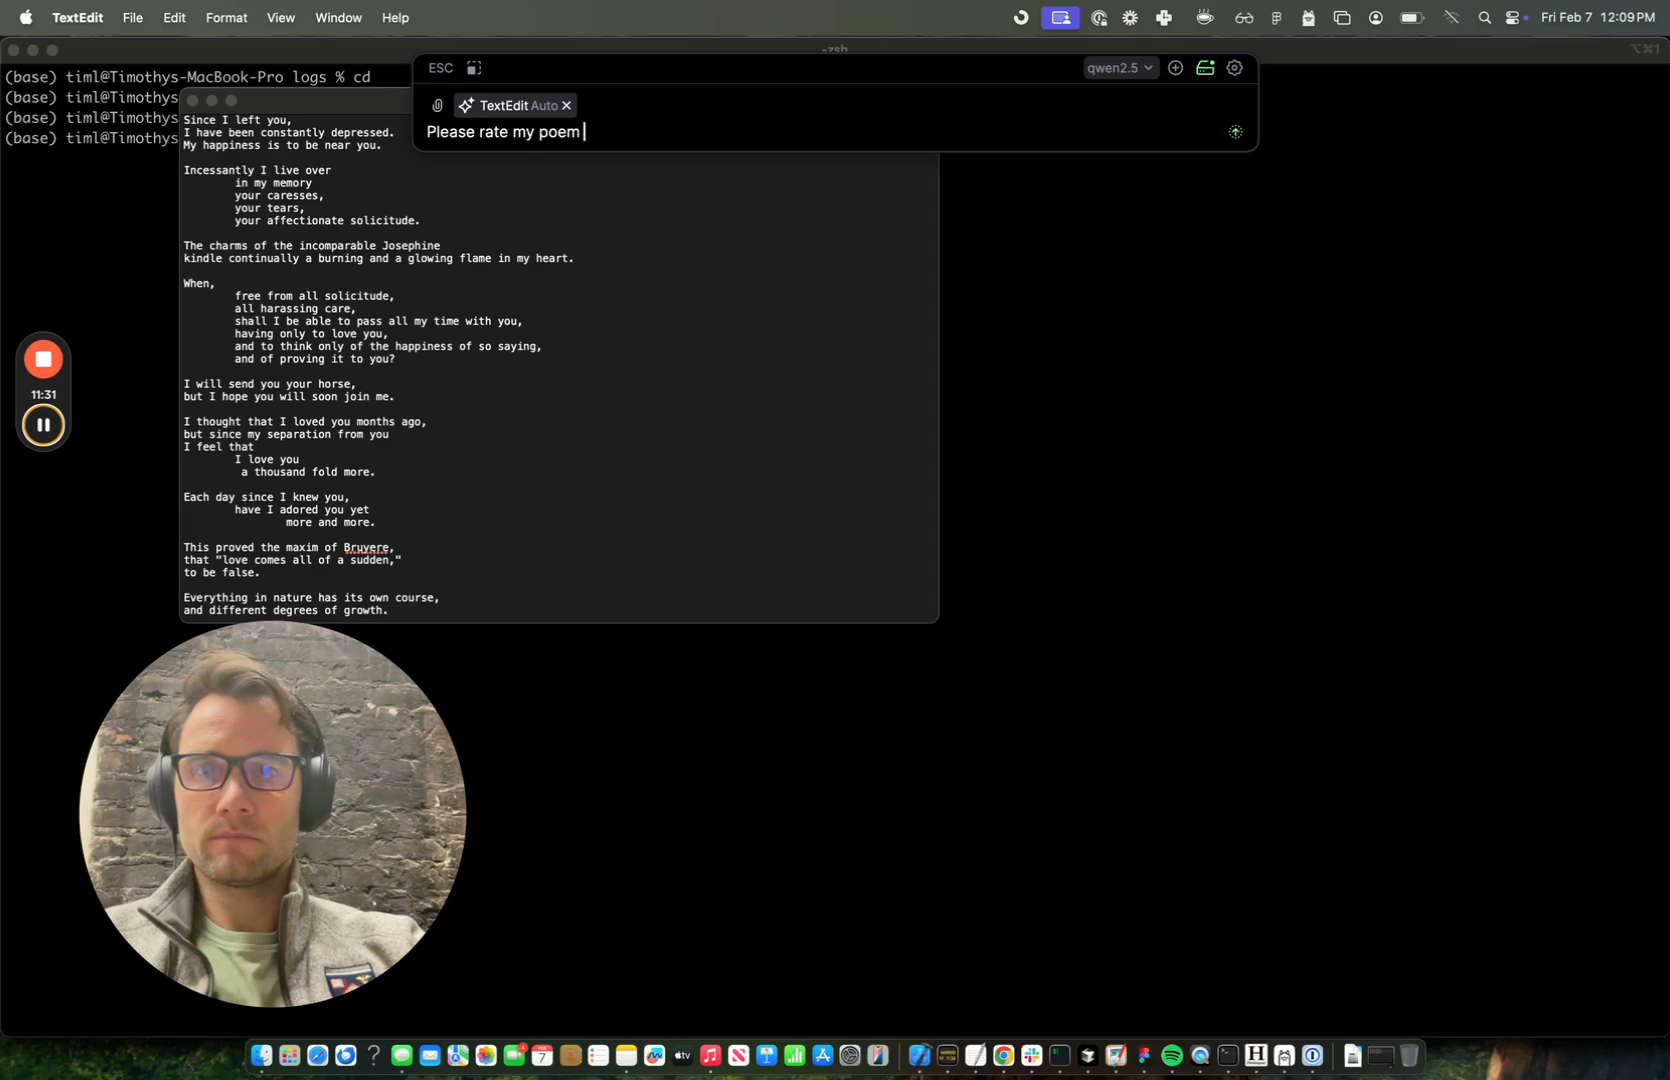 TextEdit File Edit Format View Window Help
Fri Feb 7 12:09 PM
-zsh
⌥⌘1
(base) timl@Timothys-MacBook-Pro logs % cd
(base) timl@Timothys
(base) timl@Timothys
(base) timl@Timothys
ESC
qwen2.5
TextEdit Auto
Please rate my poem
Since I left you,
I have been constantly depressed.
My happiness is to be near you.
Incessantly I live over
in my memory
your caresses,
your tears,
your affectionate solicitude.
The charms of the incomparable Josephine
kindle continually a burning and a glowing flame in my heart.
When,
free from all solicitude,
all harassing care,
shall I be able to pass all my time with you,
having only to love you,
and to think only of the happiness of so saying,
and of proving it to you?
I will send you your horse,
but I hope you will soon join me.
I thought that I loved you months ago,
but since my separation from you
I feel that
I love you
a thousand fold more.
Each day since I knew you,
have I adored you yet
more and more.
This proved the maxim of Bruyere,
that "love comes all of a sudden,"
to be false.
Everything in nature has its own course,
and different degrees of growth.
11:31